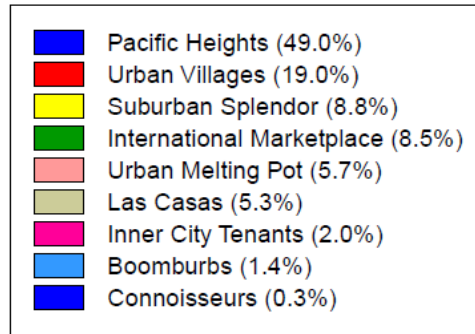 Pacific Heights (49.0%)
Urban Villages (19.0%)
Suburban Splendor (8.8%)
International Marketplace (8.5%)
Urban Melting Pot (5.7%)
Las Casas (5.3%)
Inner City Tenants (2.0%)
Boomburbs (1.4%)
Connoisseurs (0.3%)